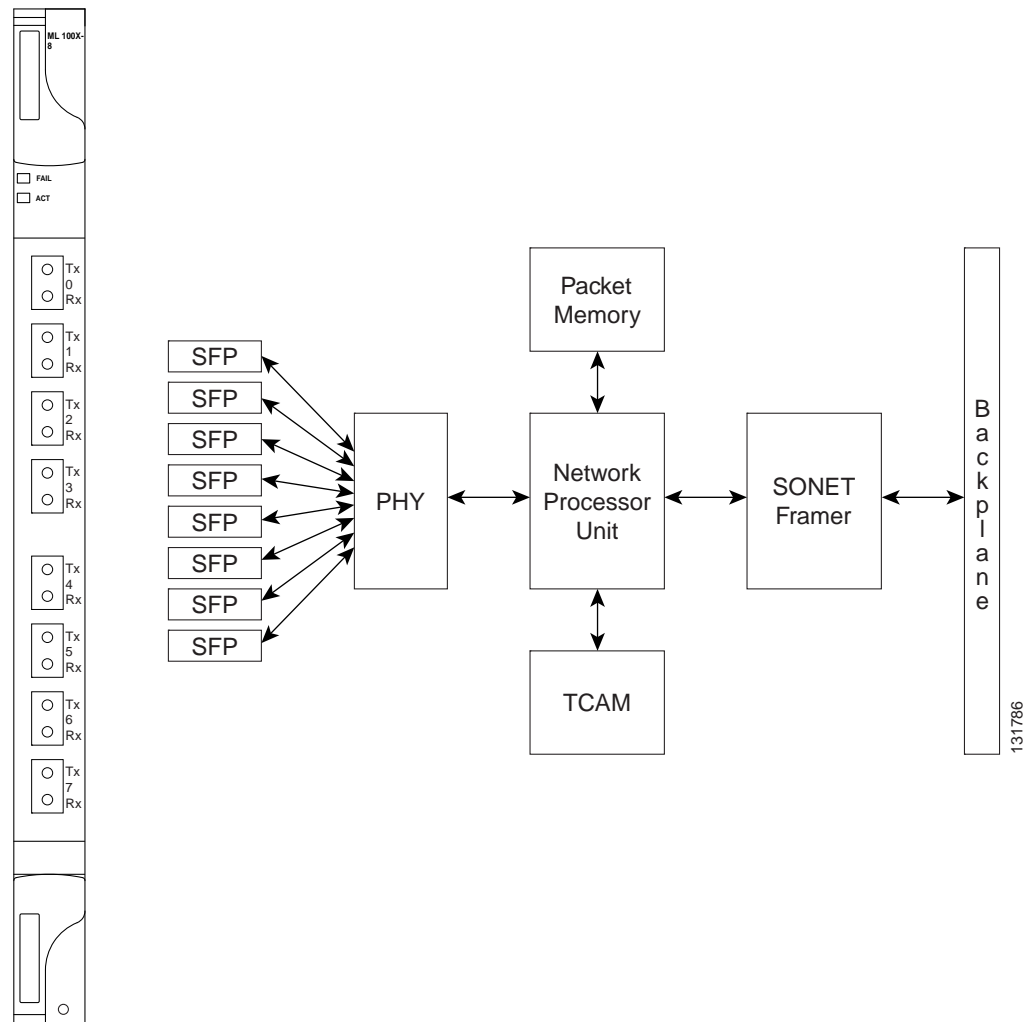 ML 100X-
8
FAIL
ACT
Tx
0
Rx
Tx
1
Rx
Tx
2
Rx
Tx
3
Rx
Tx
4
Rx
Tx
5
Rx
Tx
6
Rx
Tx
7
Rx
SFP
SFP
SFP
SFP
SFP
SFP
SFP
SFP
PHY
Packet
Memory
Network
Processor
Unit
TCAM
SONET
Framer
Backplane
131786